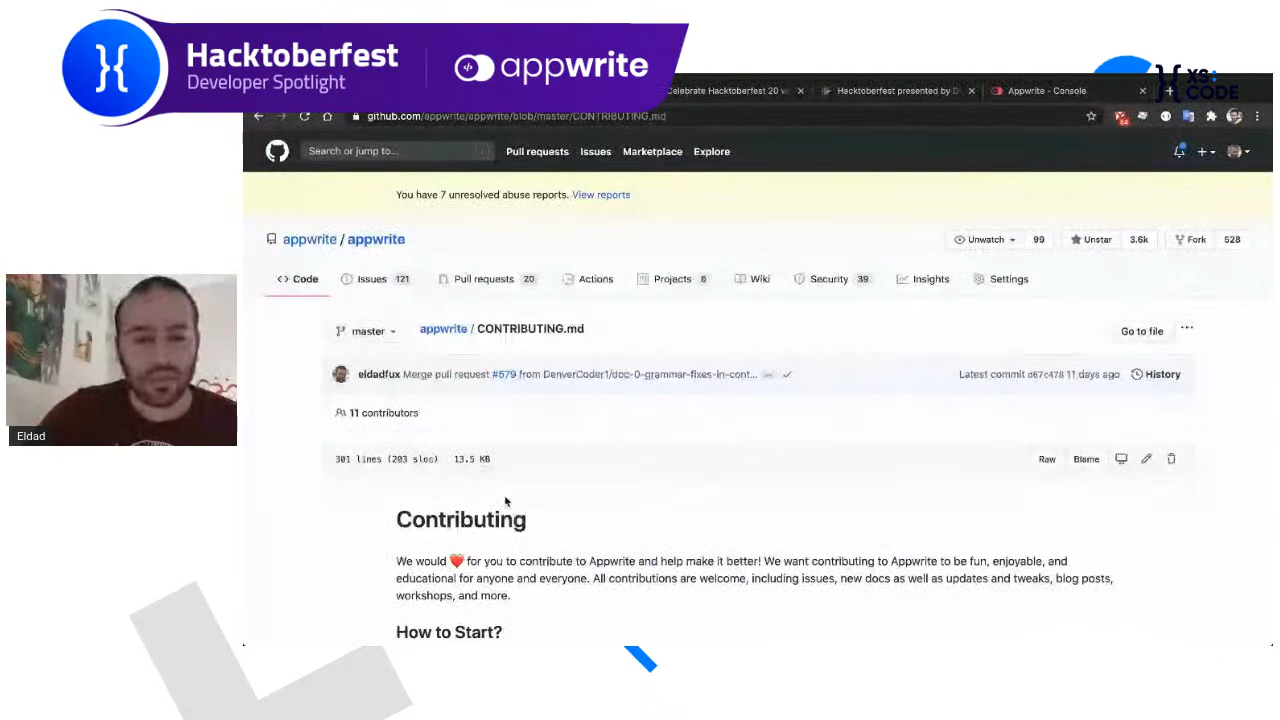 Hacktoberfest
Developer Spotlight
appwrite
Celebrate Hacktoberfest 20
Hacktoberfest presented by D
Appwrite - Console
XS:
CODE
github.com/appwrite/appwrite/blob/master/CONTRIBUTING.md
Search or jump to...
/
Pull requests
Issues
Marketplace
Explore
You have 7 unresolved abuse reports. View reports
appwrite / appwrite
Unwatch
99
Unstar
3.6k
Fork
528
<> Code
Issues 121
Pull requests 20
Actions
Projects 6
Wiki
Security 39
Insights
Settings
master
appwrite / CONTRIBUTING.md
Go to file
...
eldadfux Merge pull request #579 from DenverCoder1/doc-0-grammar-fixes-in-cont...
Latest commit d67c478 11 days ago
History
11 contributors
301 lines (203 sloc)
13.5 KB
Raw
Blame
Contributing
We would ❤️ for you to contribute to Appwrite and help make it better! We want contributing to Appwrite to be fun, enjoyable, and
educational for anyone and everyone. All contributions are welcome, including issues, new docs as well as updates and tweaks, blog posts,
workshops, and more.
How to Start?
Eldad